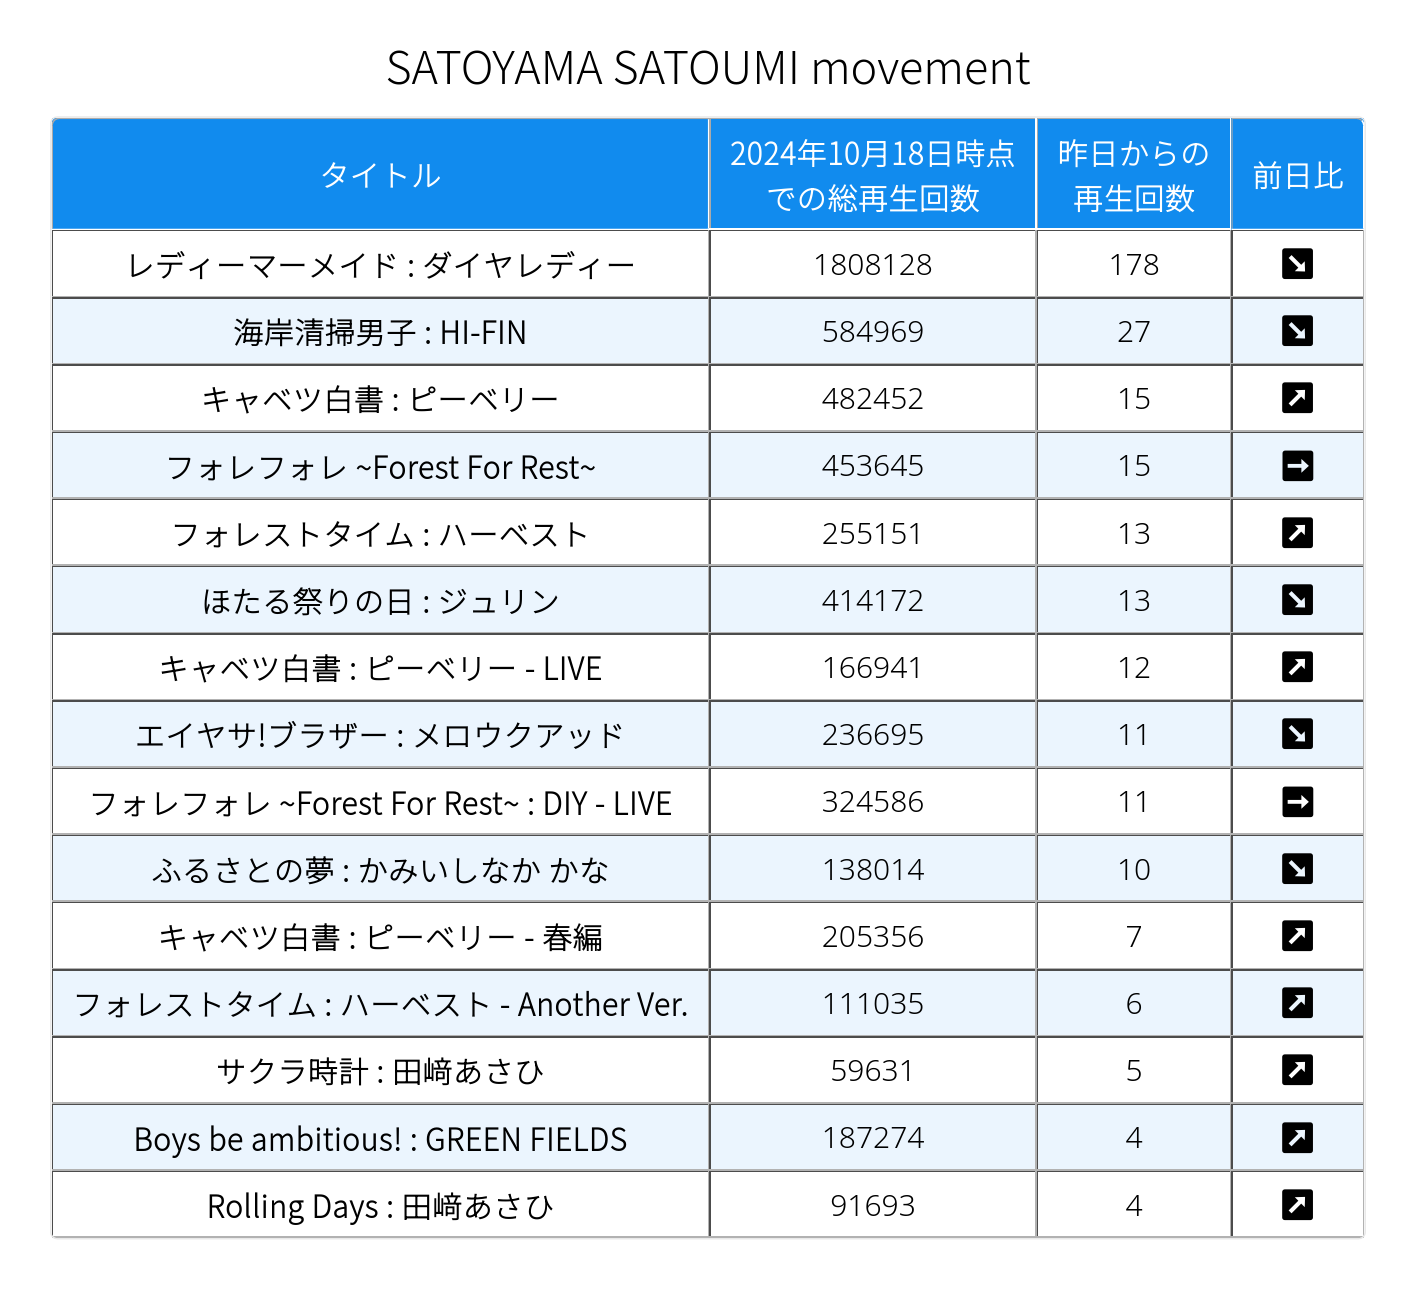 SATOYAMA SATOUMI movement
タイトル 2024年10月18日時点での総再生回数 昨日からの再生回数 前日比
レディーマーメイド : ダイヤレディー 1808128 178 ↘
海岸清掃男子 : HI-FIN 584969 27 ↘
キャベツ白書 : ピーベリー 482452 15 ↗
フォレフォレ ~Forest For Rest~ 453645 15 →
フォレストタイム : ハーベスト 255151 13 ↗
ほたる祭りの日 : ジュリン 414172 13 ↘
キャベツ白書 : ピーベリー - LIVE 166941 12 ↗
エイヤサ!ブラザー : メロウクアッド 236695 11 ↘
フォレフォレ ~Forest For Rest~ : DIY - LIVE 324586 11 →
ふるさとの夢 : かみいしなか かな 138014 10 ↘
キャベツ白書 : ピーベリー - 春編 205356 7 ↗
フォレストタイム : ハーベスト - Another Ver. 111035 6 ↗
サクラ時計 : 田﨑あさひ 59631 5 ↗
Boys be ambitious! : GREEN FIELDS 187274 4 ↗
Rolling Days : 田﨑あさひ 91693 4 ↗